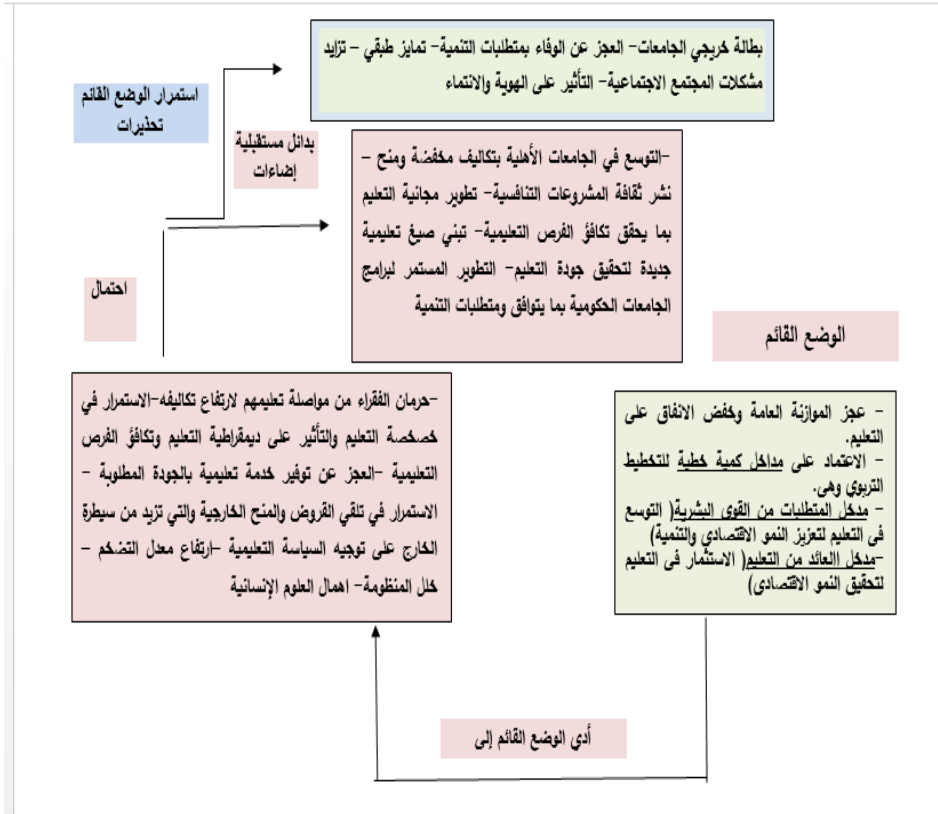 بطالة خريجي الجامعات- العجز عن الوفاء بمتطلبات التنمية- تمايز طبقي – تزايد
مشكلات المجتمع الاجتماعية- التأثير على الهوية والانتماء
استمرار الوضع القائم
تحذيرات
بدائل مستقبلية
إضاءات
-التوسع في الجامعات الأهلية بتكاليف مخفضة ومنح –
نشر ثقافة المشروعات التنافسية- تطوير مجانية التعليم
بما يحقق تكافؤ الفرص التعليمية- تبني صيغ تعليمية
جديدة لتحقيق جودة التعليم- التطوير المستمر لبرامج
الجامعات الحكومية بما يتوافق ومتطلبات التنمية
احتمال
الوضع القائم
- عجز الموازنة العامة وخفض الانفاق على
التعليم.
- الاعتماد على مداخل كمية خطية للتخطيط
التربوي وهى.
- مدخل المتطلبات من القوى البشرية( التوسع
فى التعليم لتعزيز النمو الاقتصادى والتنمية)
-مدخل االعائد من التعليم( الاستثمار فى التعليم
لتحقيق النمو الاقتصادى)
-حرمان الفقراء من مواصلة تعليمهم لارتفاع تكاليفه-الاستمرار في
خصخصة التعليم والتأثير على ديمقراطية التعليم وتكافؤ الفرص
التعليمية –العجز عن توفير خدمة تعليمية بالجودة المطلوبة –
الاستمرار في تلقي القروض والمنح الخارجية والتي تزيد من سيطرة
الخارج على توجيه السياسة التعليمية –ارتفاع معدل التضخم –
خلل المنظومة- اهمال العلوم الإنسانية
أدي الوضع القائم إلى